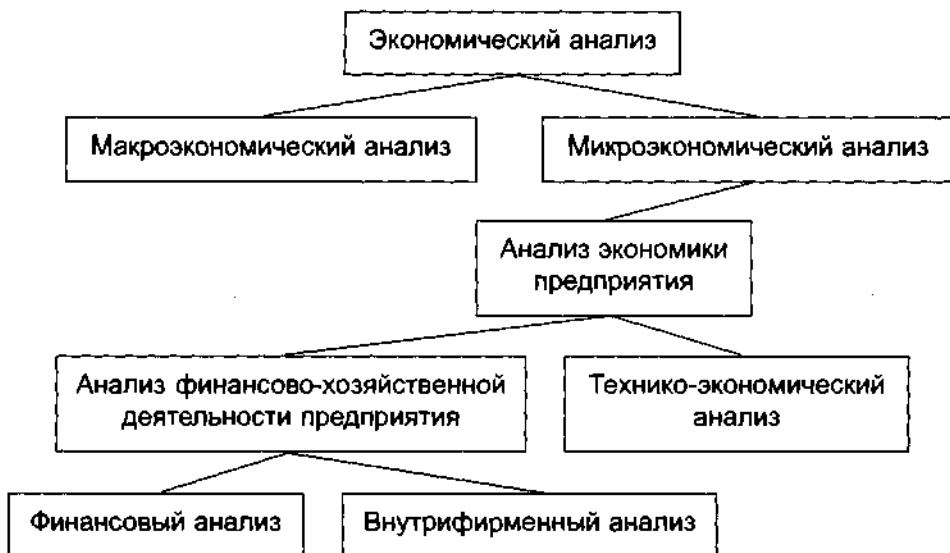 Экономический анализ
Макроэкономический анализ
Микроэкономический анализ
Анализ экономики
предприятия
Анализ финансово-хозяйственной
деятельности предприятия
Технико-экономический
анализ
Финансовый анализ
Внутрифирменный анализ